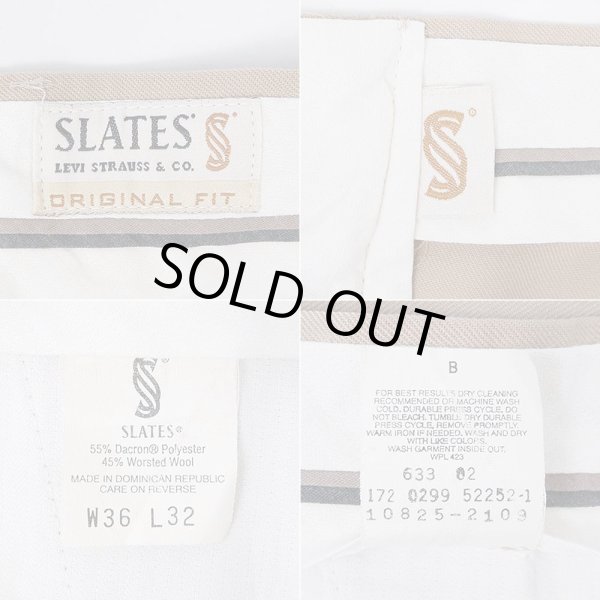 SLATES® S
LEVI STRAUSS & CO.
ORIGINAL FIT
S®
SOLD OUT
S
SLATES®
55% Dacron® Polyester
45% Worsted Wool
MADE IN DOMINICAN REPUBLIC
CARE ON REVERSE
W36 L32
B
FOR BEST RESULTS DRY CLEANING
RECOMMENDED OR MACHINE WASH
COLD. DURABLE PRESS CYCLE. DO
NOT BLEACH. TUMBLE DRY DURABLE
PRESS CYCLE, REMOVE PROMPTLY.
WARM IRON IF NEEDED. WASH AND DRY
WITH LIKE COLORS.
WASH GARMENT INSIDE OUT.
WPL 423
633 02
172 0299 52252-1
10825-2109